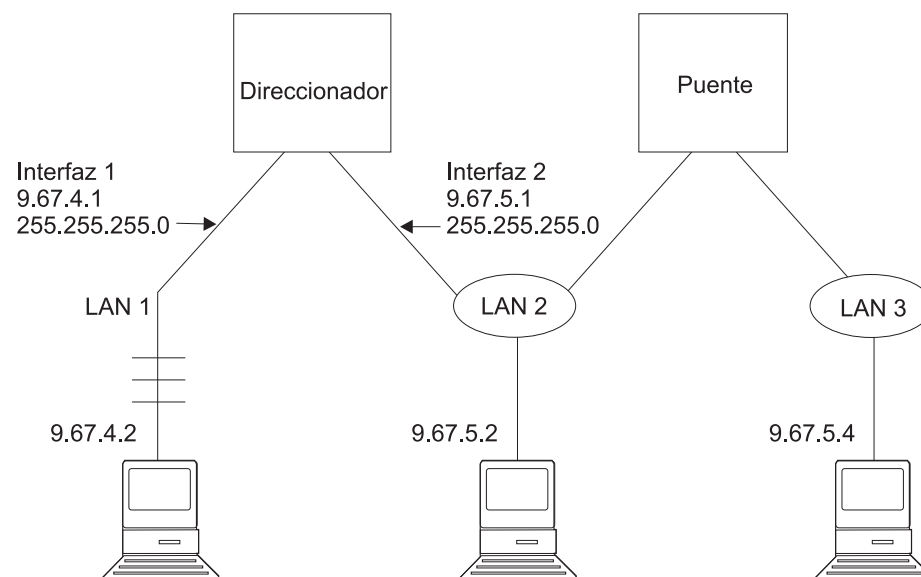 Direccionador
Puente
Interfaz 1
9.67.4.1
255.255.255.0
Interfaz 2
9.67.5.1
255.255.255.0
LAN 1
LAN 2
LAN 3
9.67.4.2
9.67.5.2
9.67.5.4